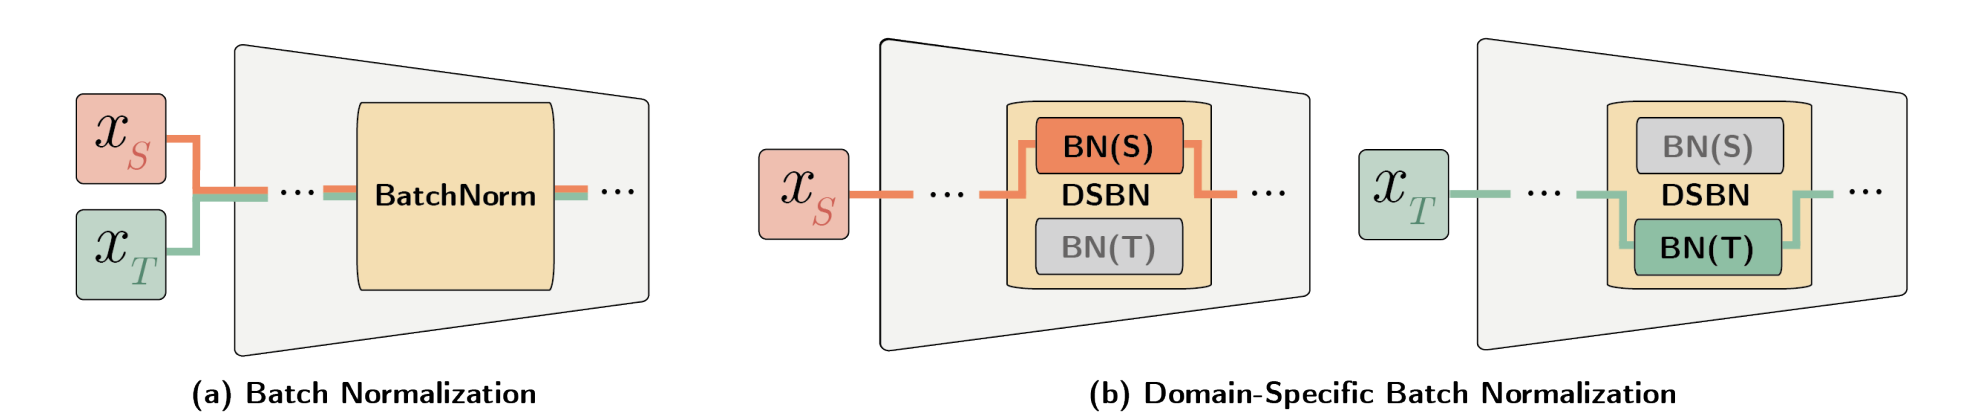 x_S
x_T
... BatchNorm ...
(a) Batch Normalization
x_S
...
BN(S)
DSBN
BN(T)
...
x_T
...
BN(S)
DSBN
BN(T)
...
(b) Domain-Specific Batch Normalization